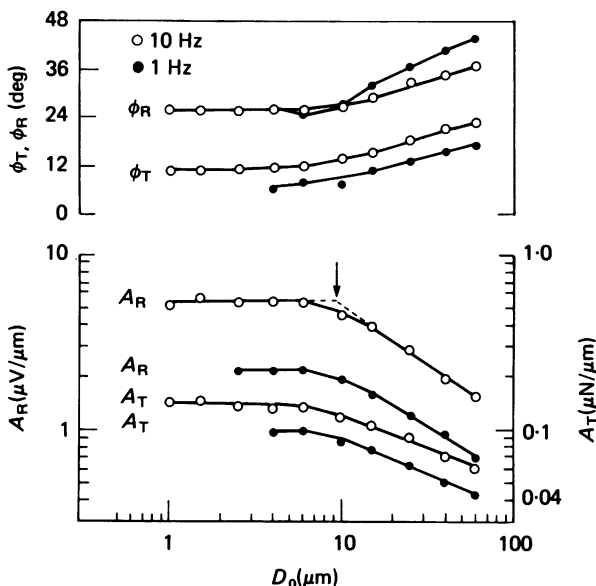 48
36
24
12
0
ϕT, ϕR (deg)
10 Hz
1 Hz
ϕR
ϕT
10
1
AR(μV/μm)
AR
AR
AT
AT
1·0
0·1
0·04
AT(μN/μm)
1
10
100
D0(μm)